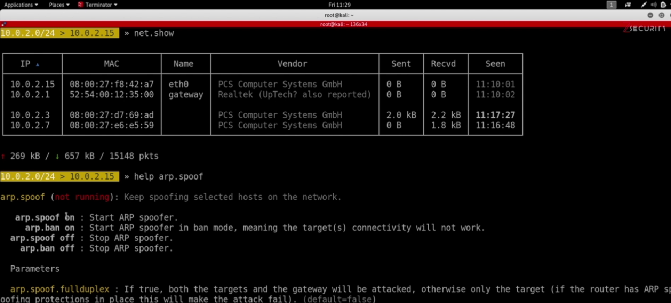 Applications Places Terminator Fri 11:29 1
root@kali: ~
root@kali: ~ 136x34
10.0.2.0/24 > 10.0.2.15 » net.show
SECURITY
IP ▴ MAC Name Vendor Sent Recvd Seen
10.0.2.15 08:00:27:f8:42:a7 eth0 PCS Computer Systems GmbH 0 B 0 B 11:10:01
10.0.2.1 52:54:00:12:35:00 gateway Realtek (UpTech? also reported) 0 B 0 B 11:10:02
10.0.2.3 08:00:27:d7:69:ad PCS Computer Systems GmbH 2.0 kB 2.2 kB 11:17:27
10.0.2.7 08:00:27:e6:e5:59 PCS Computer Systems GmbH 0 B 1.8 kB 11:16:48
↑ 269 kB / ↓ 657 kB / 15148 pkts
10.0.2.0/24 > 10.0.2.15 » help arp.spoof
arp.spoof (not running): Keep spoofing selected hosts on the network.
arp.spoof on : Start ARP spoofer.
arp.ban on : Start ARP spoofer in ban mode, meaning the target(s) connectivity will not work.
arp.spoof off : Stop ARP spoofer.
arp.ban off : Stop ARP spoofer.
Parameters
arp.spoof.fullduplex : If true, both the targets and the gateway will be attacked, otherwise only the target (if the router has ARP sp
oofing protections in place this will make the attack fail). (default=false)